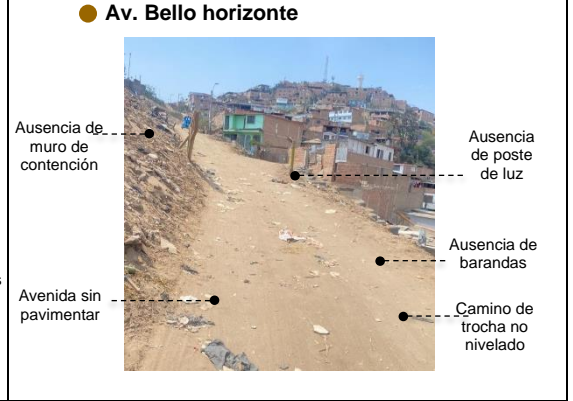 Av. Bello horizonte
Ausencia de
muro de
contención
Ausencia
de poste
de luz
Ausencia de
barandas
s
Avenida sin
pavimentar
Camino de
trocha no
nivelado